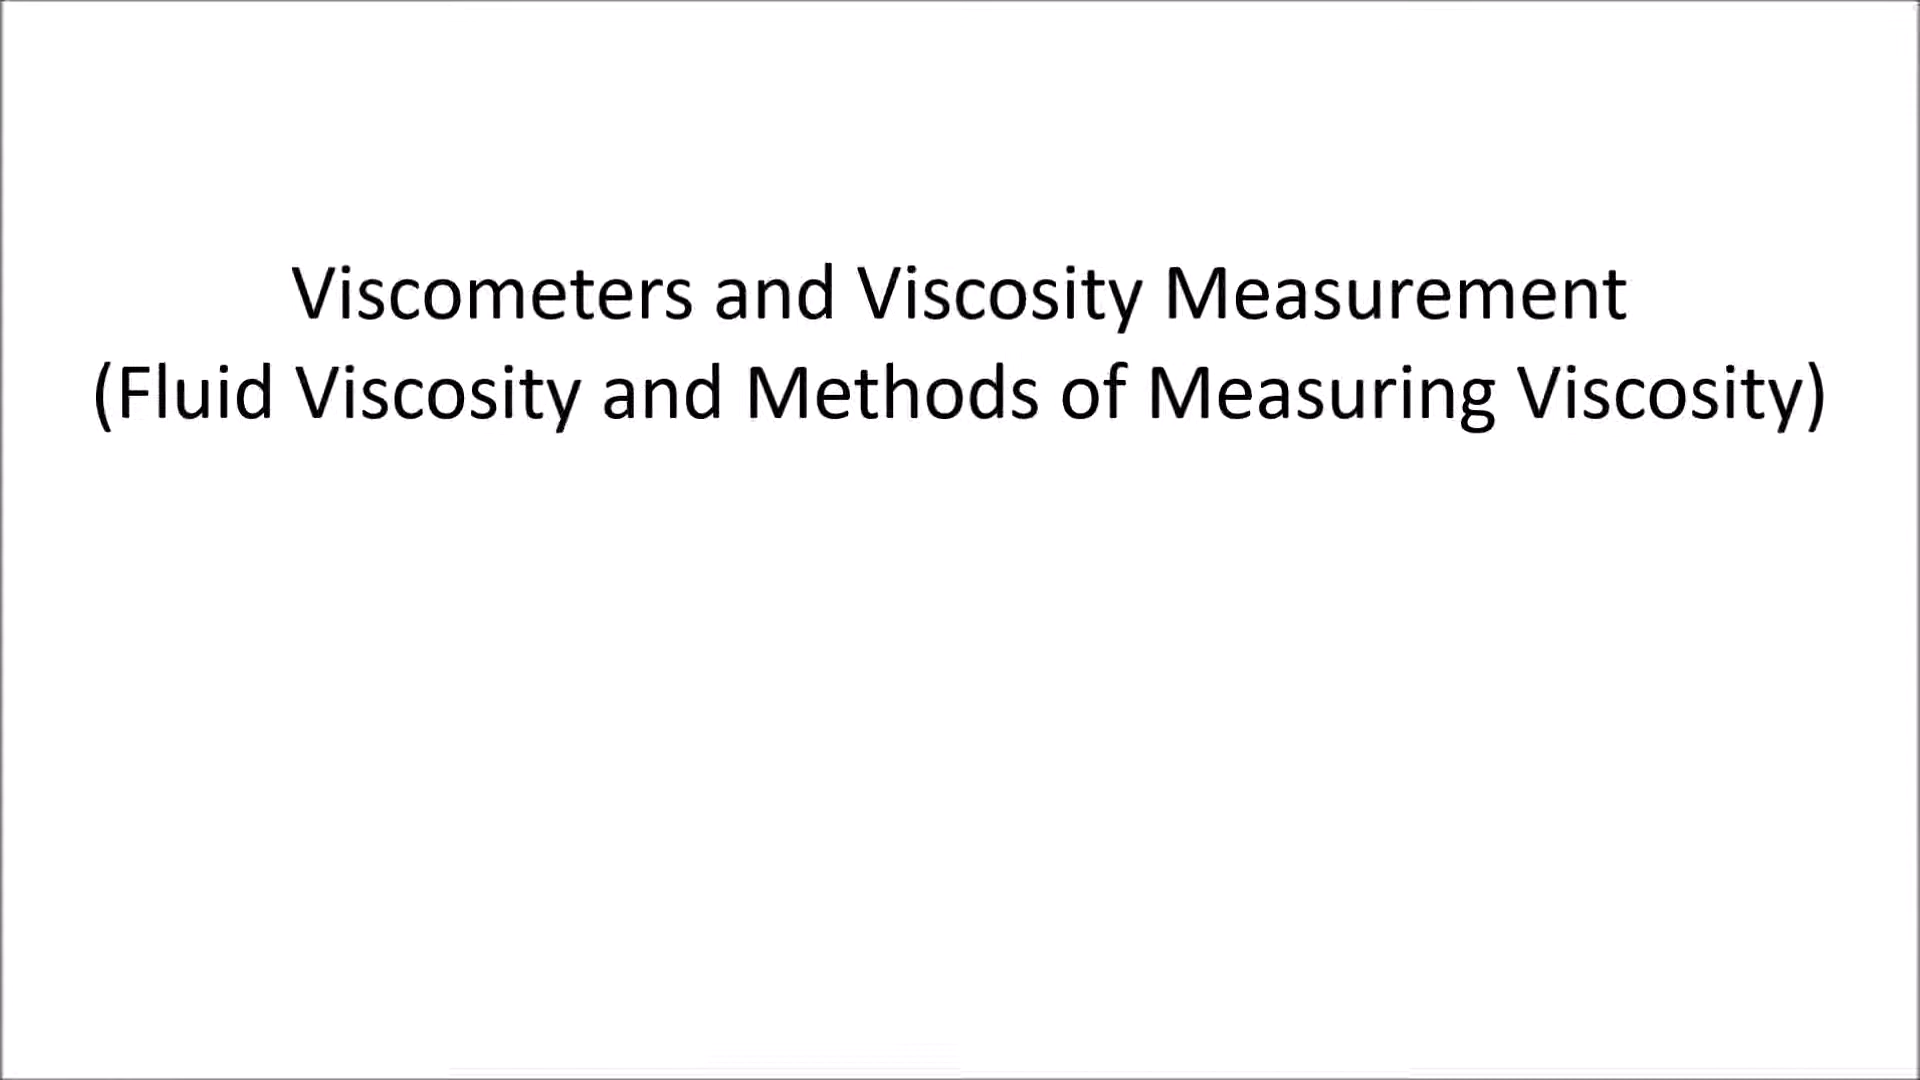 Viscometers and Viscosity Measurement
(Fluid Viscosity and Methods of Measuring Viscosity)